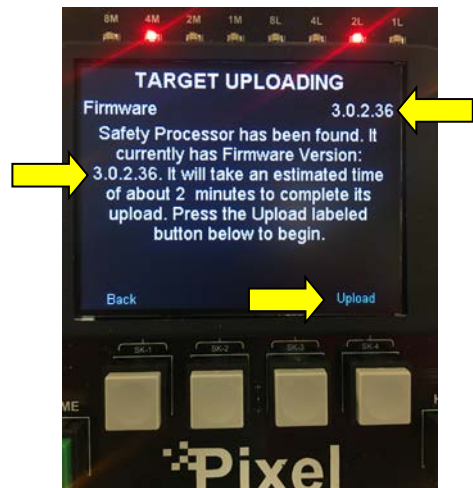 8M 4M 2M 1M 8L 4L 2L 1L
TARGET UPLOADING
Firmware 3.0.2.36
Safety Processor has been found. It
currently has Firmware Version:
3.0.2.36. It will take an estimated time
of about 2 minutes to complete its
upload. Press the Upload labeled
button below to begin.
Back Upload
SK-1 SK-2 SK-3 SK-4
ME H
Pixel